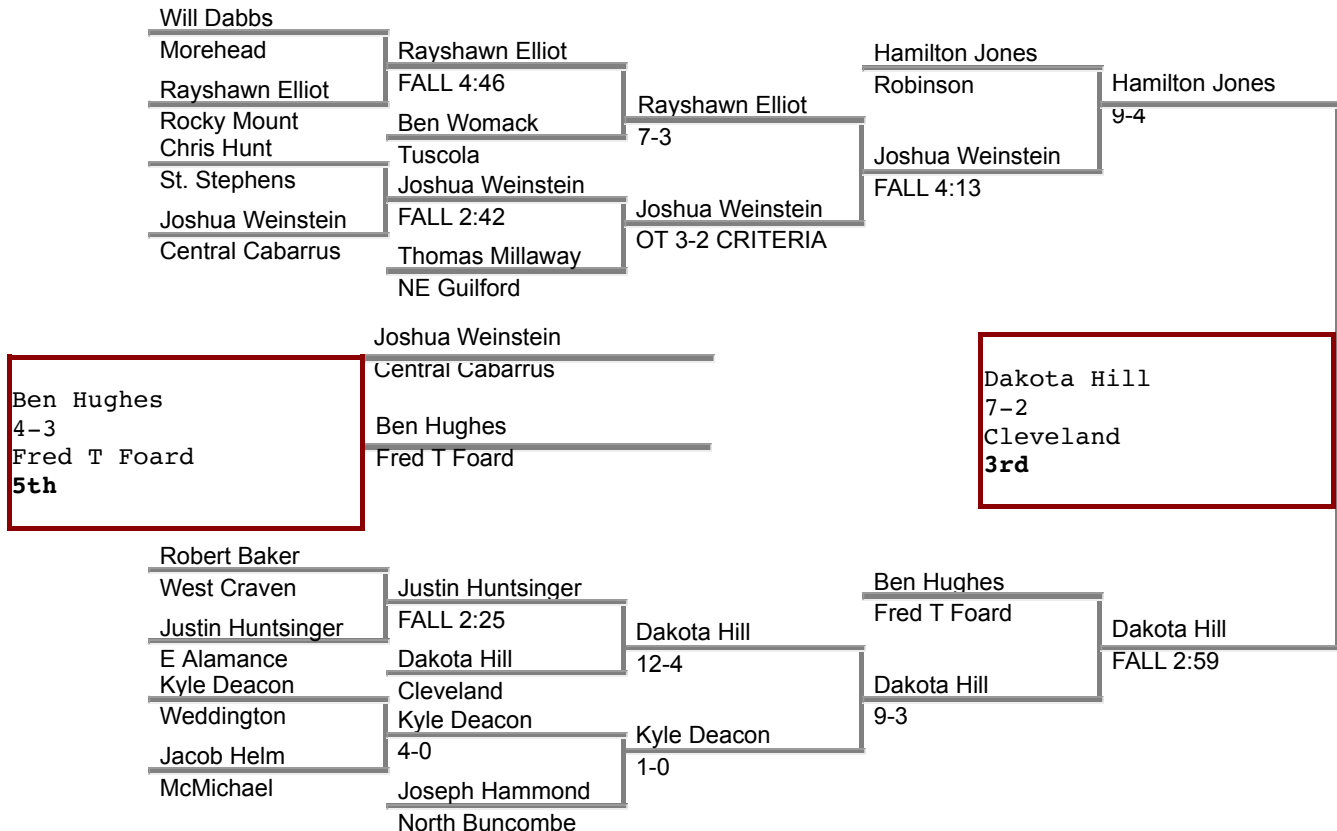 Will Dabbs
Morehead
Rayshawn Elliot
Rocky Mount
Chris Hunt
St. Stephens
Joshua Weinstein
Central Cabarrus
Rayshawn Elliot
FALL 4:46
Ben Womack
Tuscola
Joshua Weinstein
FALL 2:42
Thomas Millaway
NE Guilford
Rayshawn Elliot
7-3
Joshua Weinstein
OT 3-2 CRITERIA
Hamilton Jones
Robinson
Joshua Weinstein
FALL 4:13
Hamilton Jones
9-4
Joshua Weinstein
Central Cabarrus
Ben Hughes
Fred T Foard
Ben Hughes
4-3
Fred T Foard
5th
Dakota Hill
7-2
Cleveland
3rd
Robert Baker
West Craven
Justin Huntsinger
E Alamance
Kyle Deacon
Weddington
Jacob Helm
McMichael
Justin Huntsinger
FALL 2:25
Dakota Hill
Cleveland
Kyle Deacon
4-0
Joseph Hammond
North Buncombe
Dakota Hill
12-4
Kyle Deacon
1-0
Ben Hughes
Fred T Foard
Dakota Hill
9-3
Dakota Hill
FALL 2:59